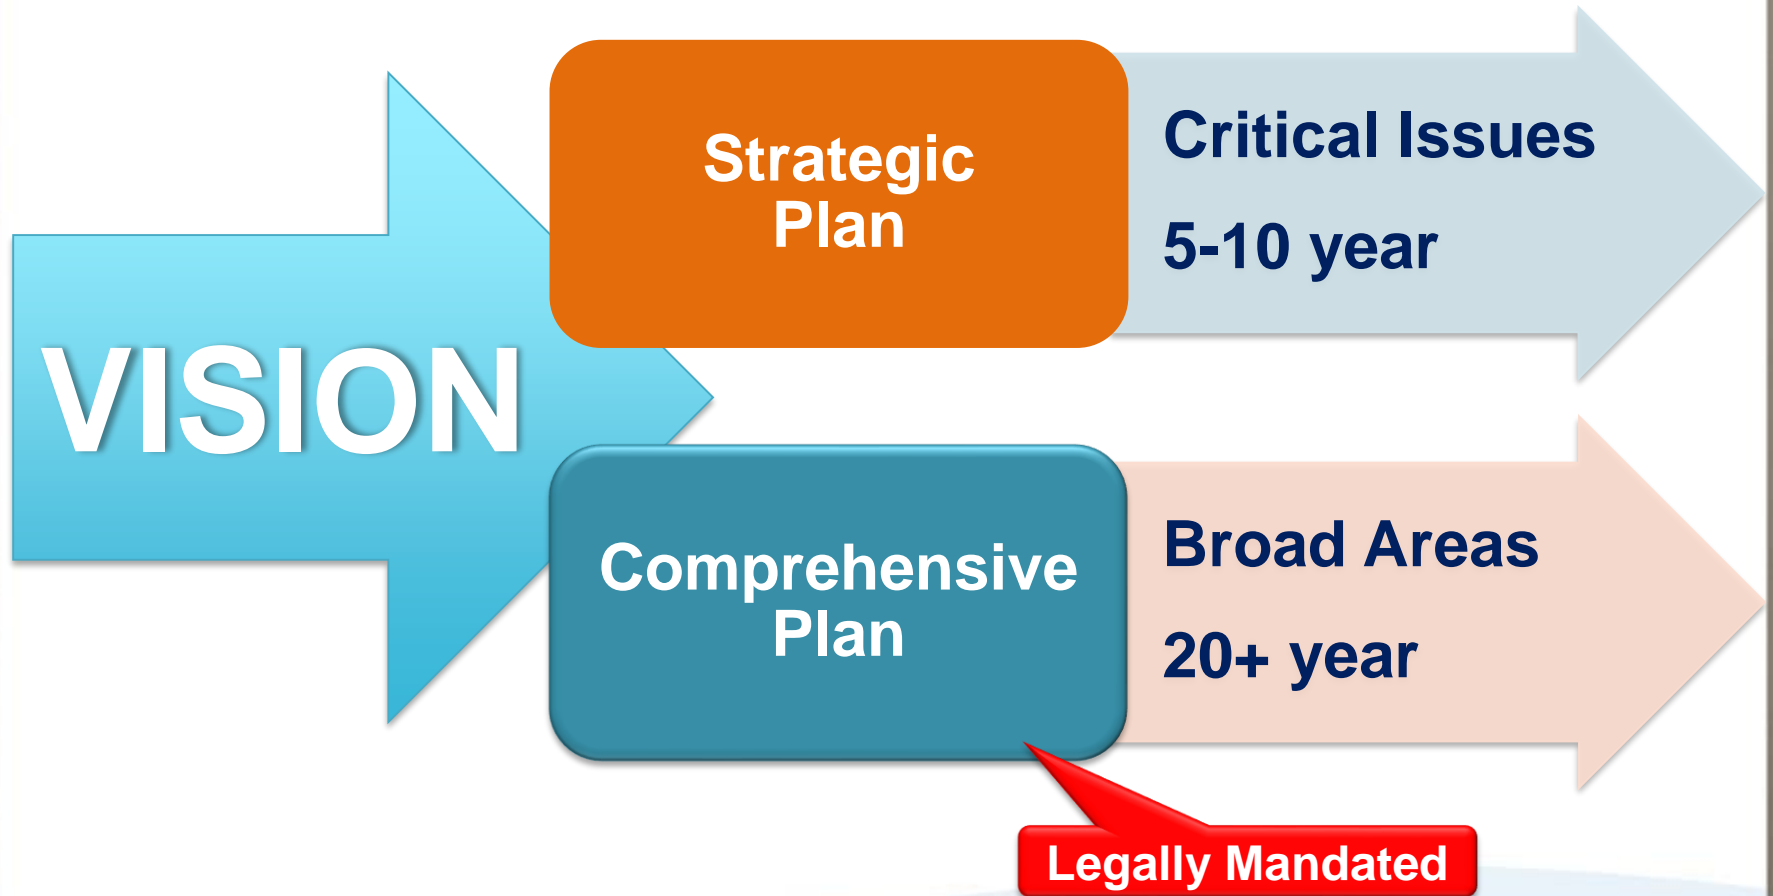 VISION
Strategic
Plan
Critical Issues
5-10 year
Comprehensive
Plan
Broad Areas
20+ year
Legally Mandated